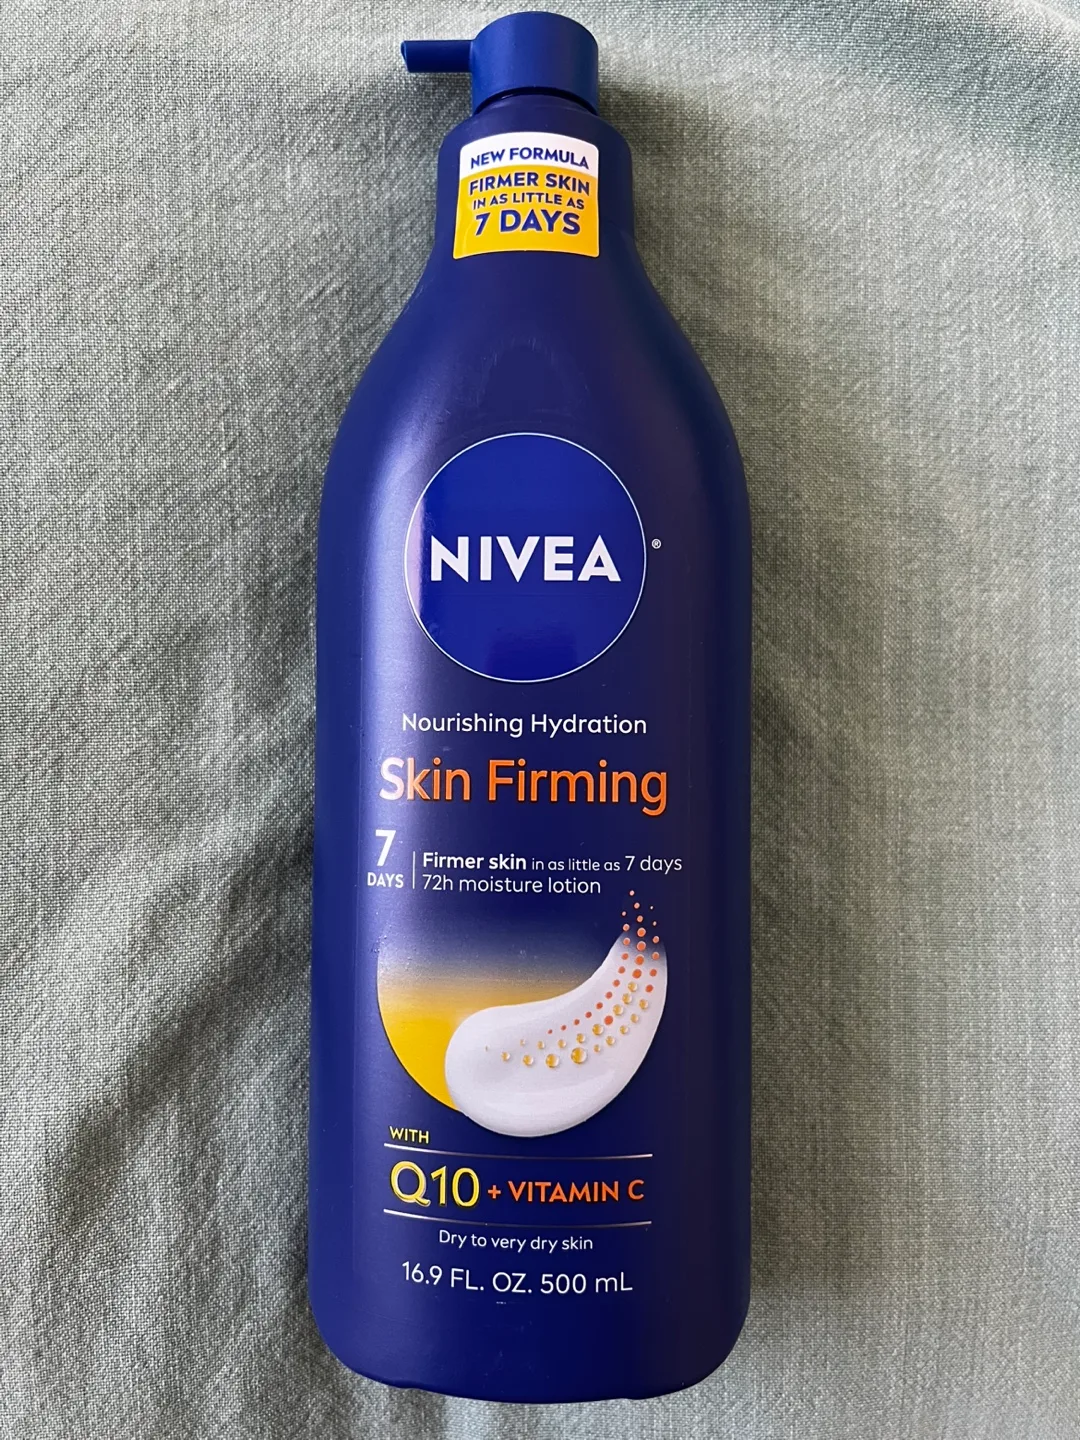 NEW FORMULA
FIRMER SKIN
IN AS LITTLE AS
7 DAYS
NIVEA®
Nourishing Hydration
Skin Firming
7
DAYS
Firmer skin in as little as 7 days
72h moisture lotion
WITH
Q10 + VITAMIN C
Dry to very dry skin
16.9 FL. OZ. 500 mL